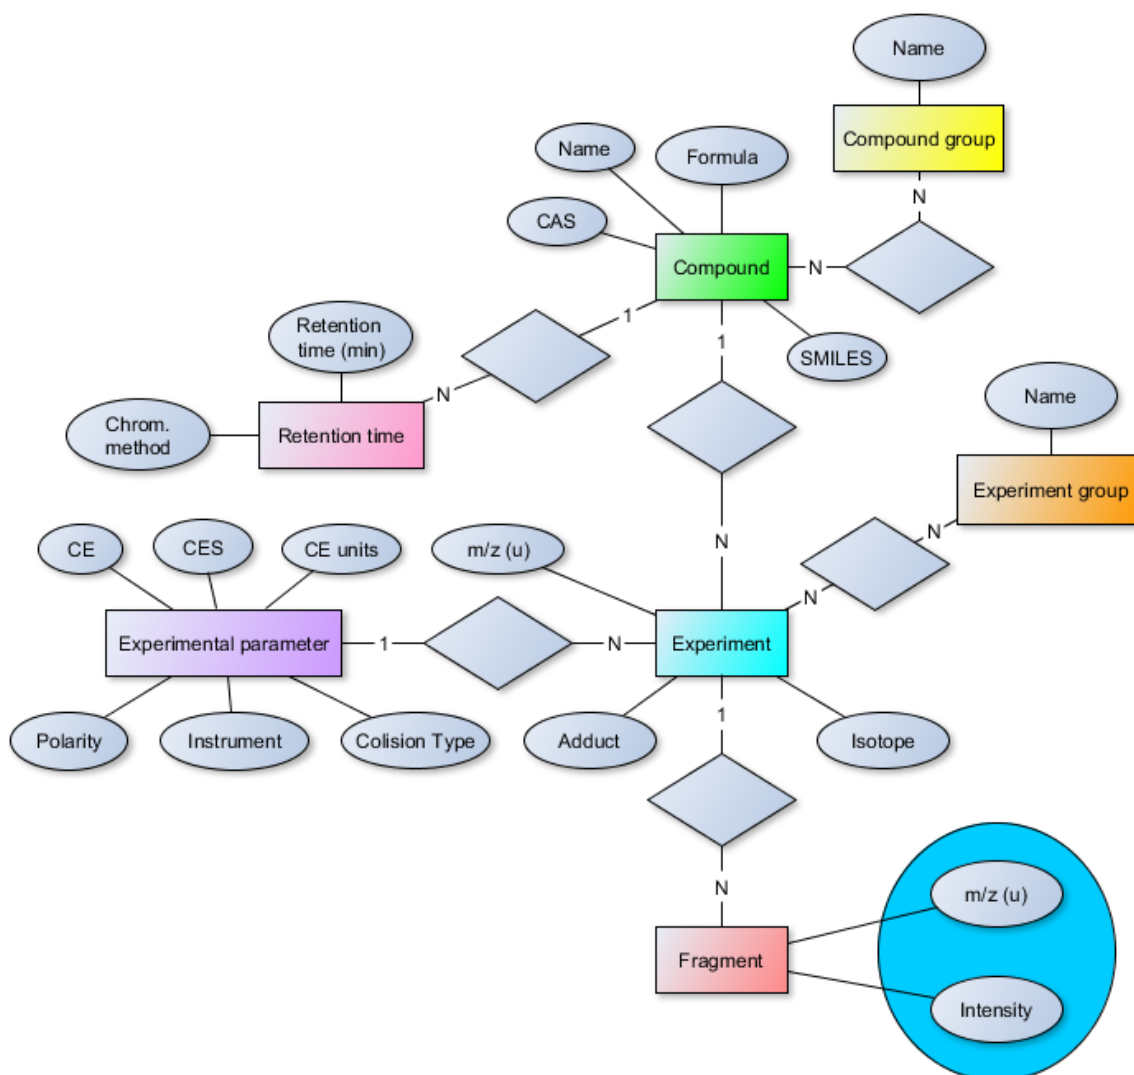 Name
Compound group
N
Name
Formula
CAS
Compound
N
1
1
SMILES
Retention
time (min)
N
Chrom.
method
Retention time
Name
Experiment group
N
N
CE
CES
CE units
m/z (u)
N
Experimental parameter
1
N
Experiment
Polarity
Instrument
Colision Type
Adduct
1
Isotope
N
m/z (u)
Fragment
Intensity